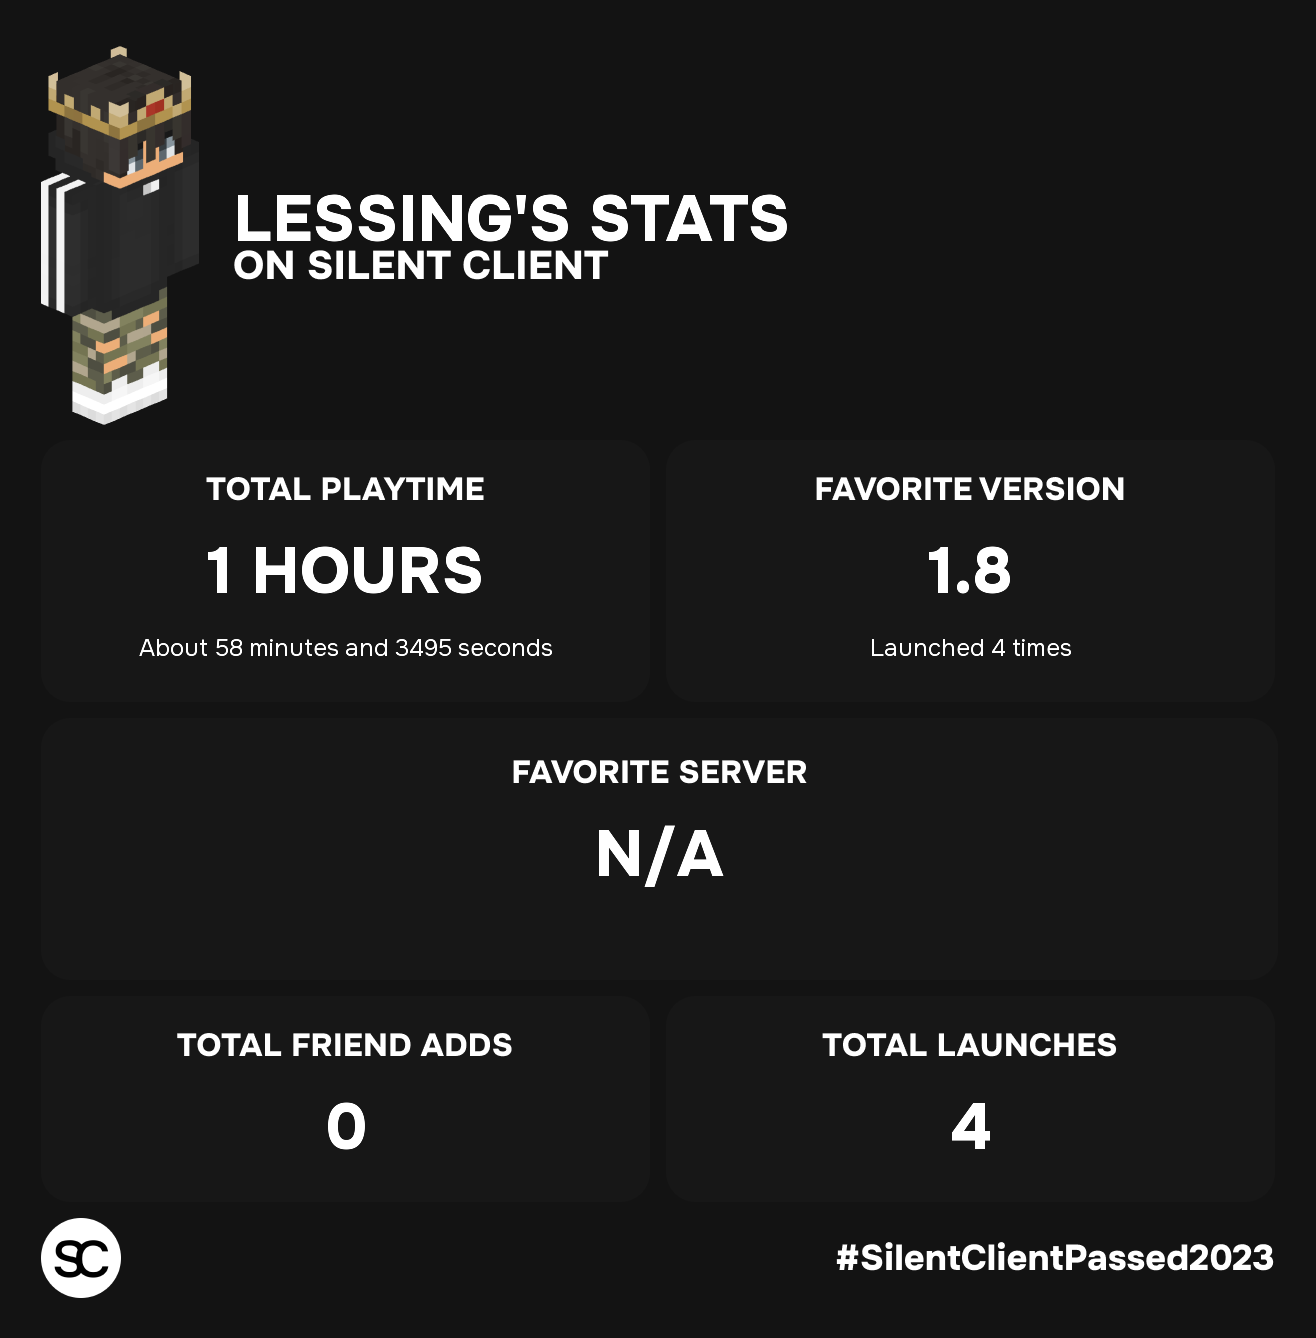 LESSING'S STATS
ON SILENT CLIENT
TOTAL PLAYTIME
1 HOURS
About 58 minutes and 3495 seconds
FAVORITE VERSION
1.8
Launched 4 times
FAVORITE SERVER
N/A
TOTAL FRIEND ADDS
0
TOTAL LAUNCHES
4
SC
#SilentClientPassed2023